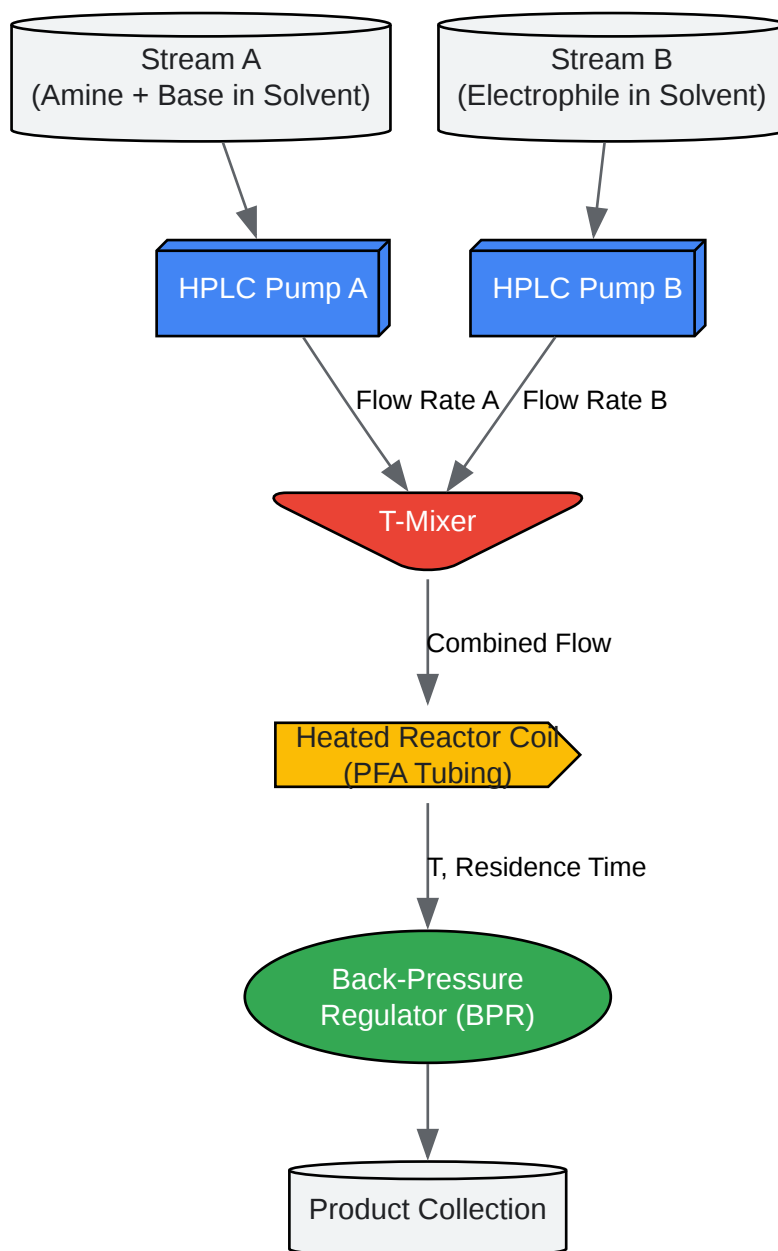 Stream A
(Amine + Base in Solvent)
Stream B
(Electrophile in Solvent)
HPLC Pump A
HPLC Pump B
Flow Rate A
Flow Rate B
T-Mixer
Combined Flow
Heated Reactor Coil
(PFA Tubing)
T, Residence Time
Back-Pressure
Regulator (BPR)
Product Collection